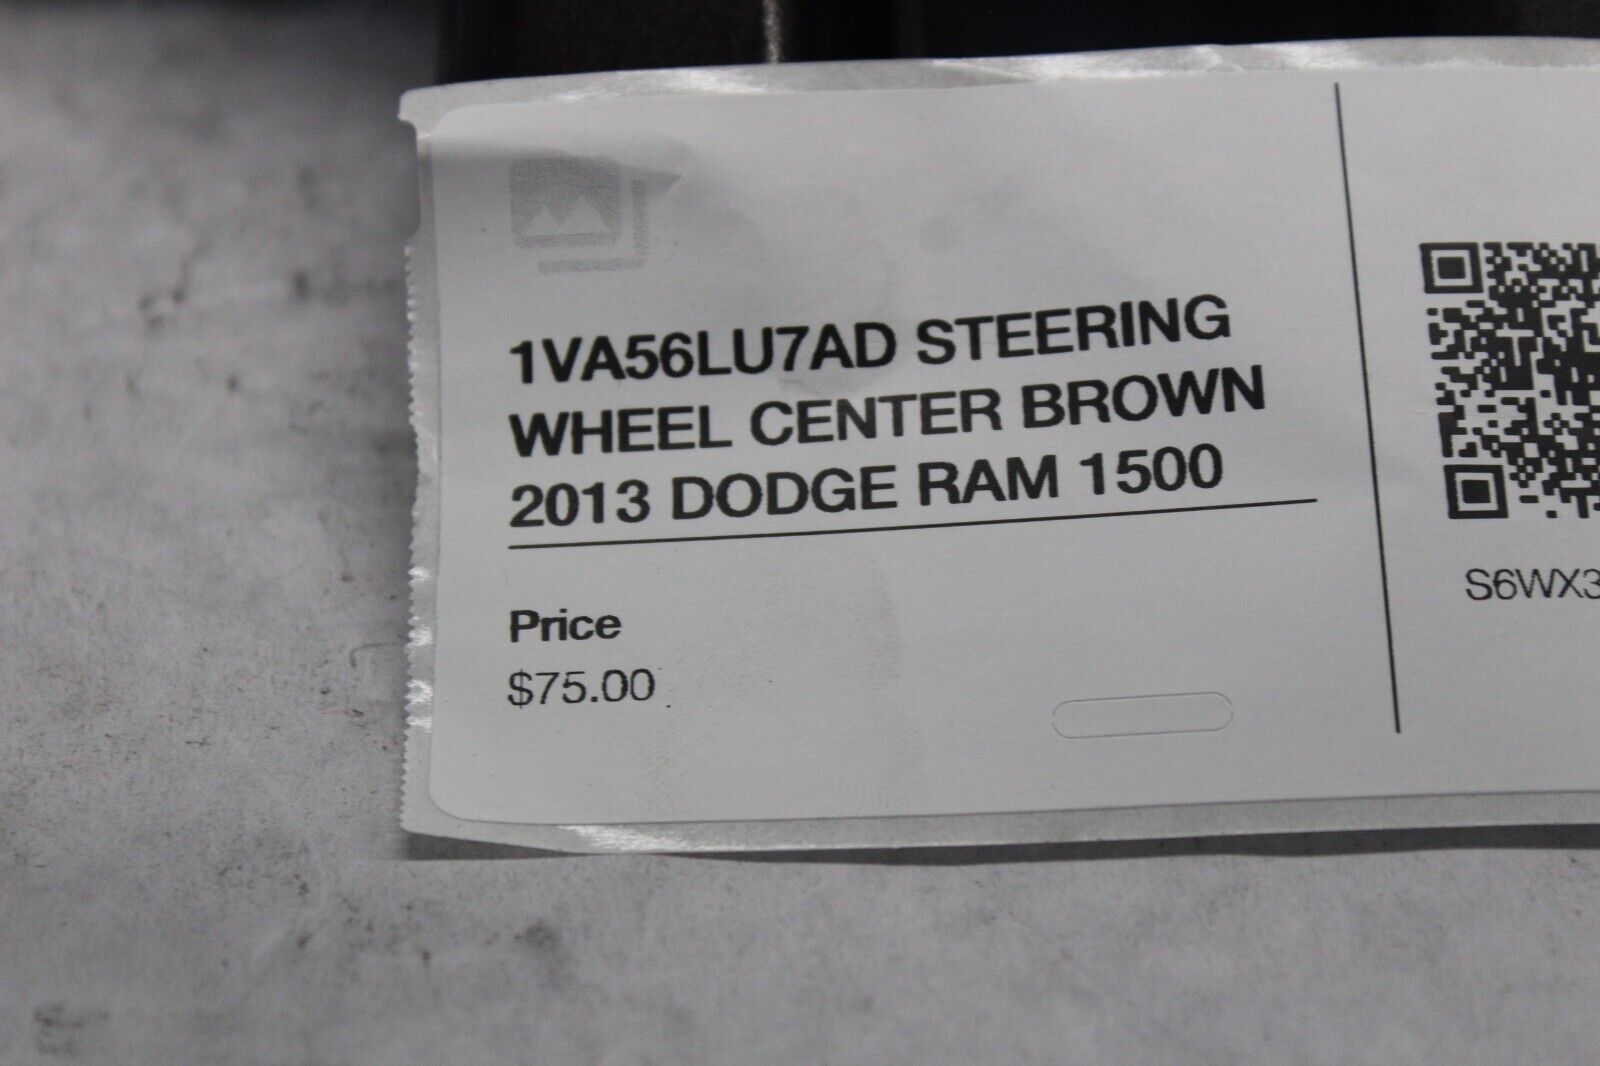 1VA56LU7AD STEERING
WHEEL CENTER BROWN
2013 DODGE RAM 1500
Price
$75.00
S6WX3